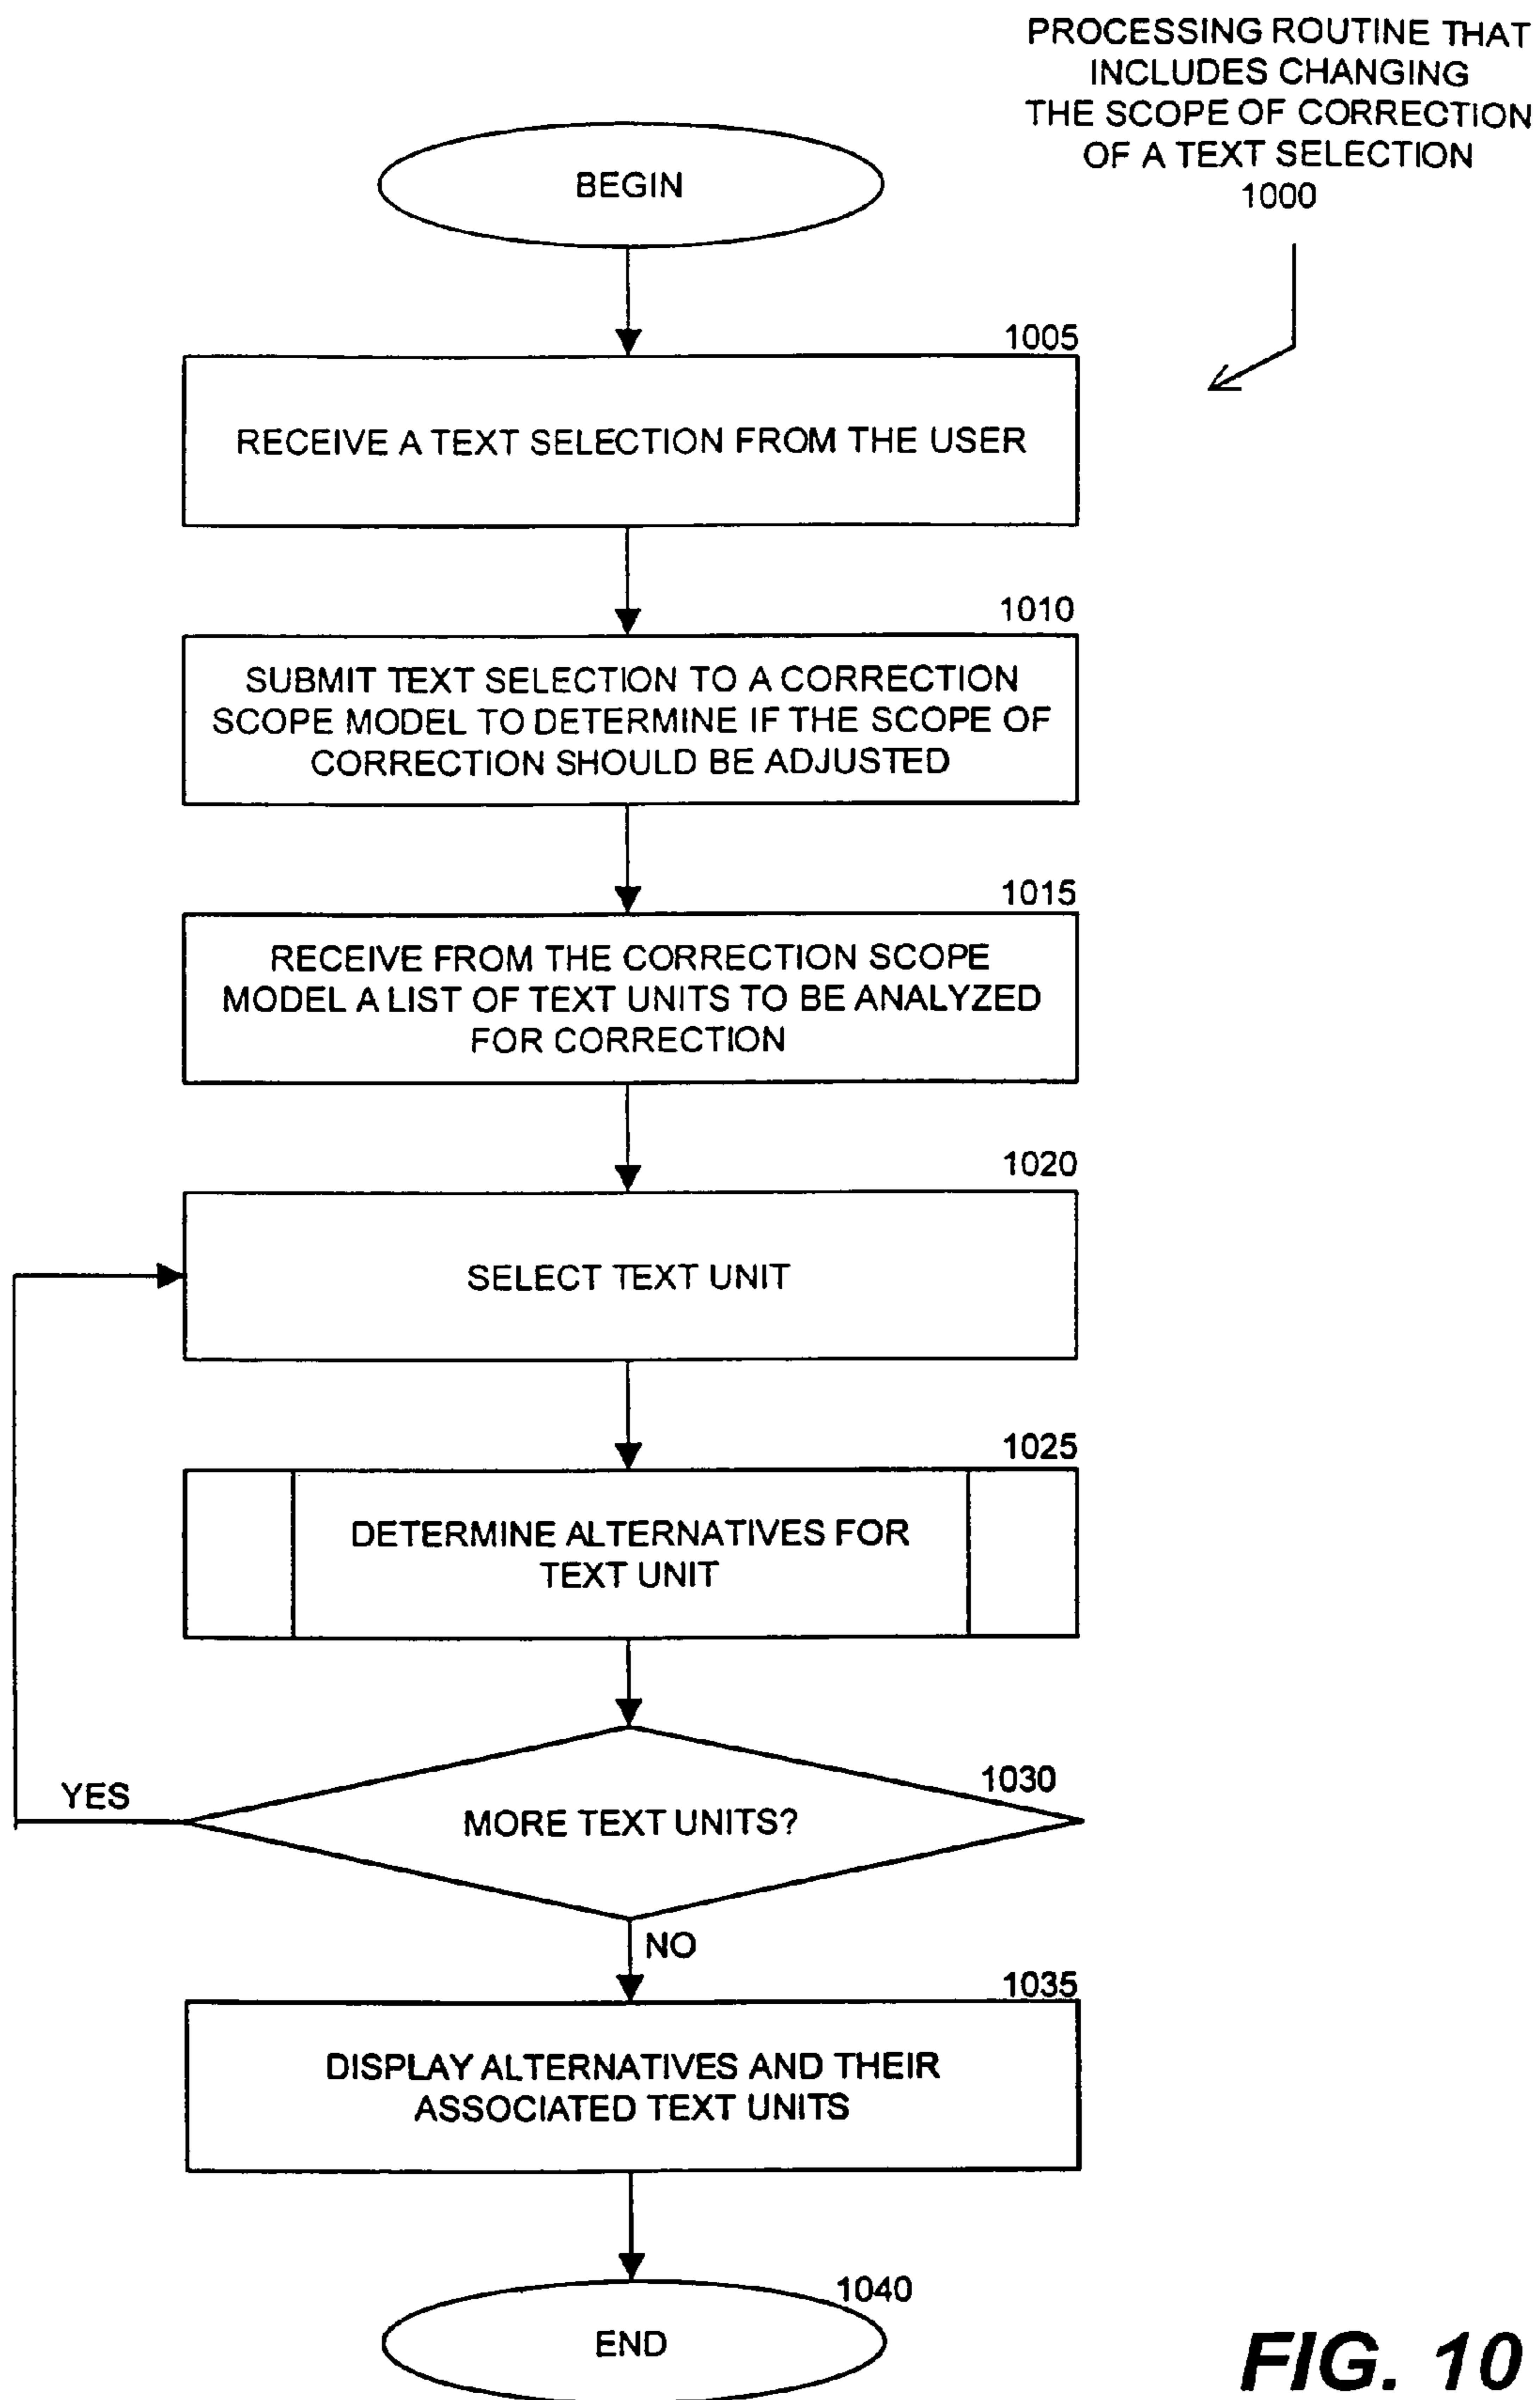 PROCESSING ROUTINE THAT
INCLUDES CHANGING
THE SCOPE OF CORRECTION
OF A TEXT SELECTION
1000
BEGIN
1005
RECEIVE A TEXT SELECTION FROM THE USER
1010
SUBMIT TEXT SELECTION TO A CORRECTION
SCOPE MODEL TO DETERMINE IF THE SCOPE OF
CORRECTION SHOULD BE ADJUSTED
1015
RECEIVE FROM THE CORRECTION SCOPE
MODEL A LIST OF TEXT UNITS TO BE ANALYZED
FOR CORRECTION
1020
SELECT TEXT UNIT
1025
DETERMINE ALTERNATIVES FOR
TEXT UNIT
1030
YES
MORE TEXT UNITS?
NO
1035
DISPLAY ALTERNATIVES AND THEIR
ASSOCIATED TEXT UNITS
1040
END
FIG. 10